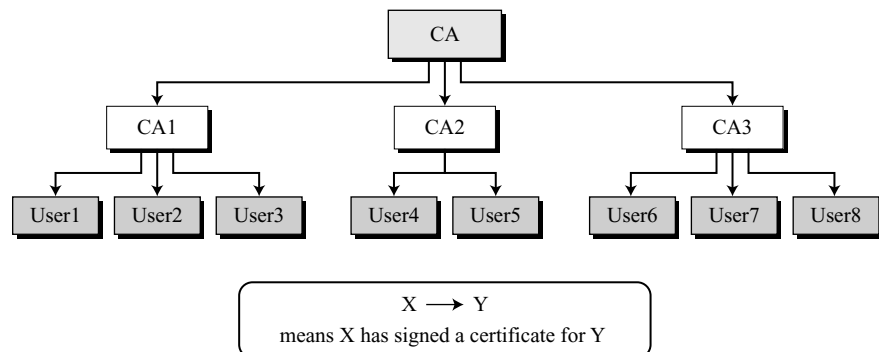 CA
CA1 CA2 CA3
User1 User2 User3 User4 User5 User6 User7 User8
X → Y
means X has signed a certificate for Y